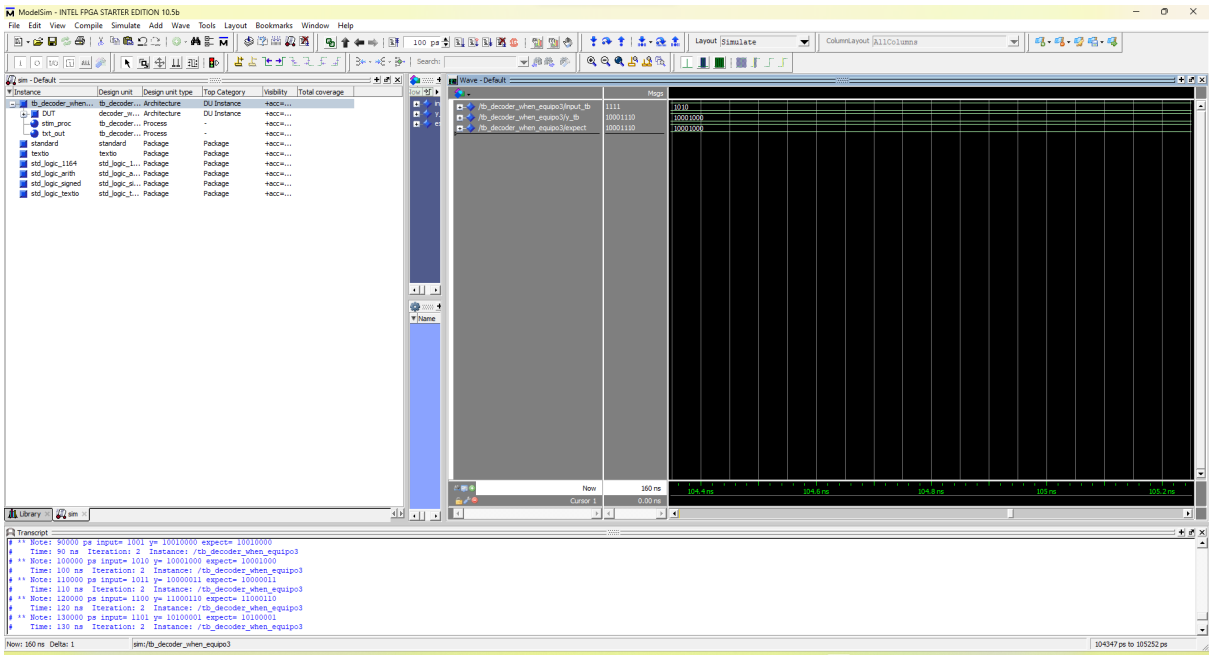 ModelSim - INTEL FPGA STARTER EDITION 10.5b
File Edit View Compile Simulate Add Wave Tools Layout Bookmarks Window Help
100 ps Layout Simulate ColumnLayout AllColumns
Search:
sim - Default
Wave - Default
Instance Design unit Design unit type Top Category Visibility Total coverage
Msgs
tb_decoder_when... tb_decoder... Architecture DU Instance +acc=...
DUT decoder_w... Architecture DU Instance +acc=...
stim_proc tb_decoder... Process - +acc=...
txt_out tb_decoder... Process - +acc=...
standard standard Package Package +acc=...
textio textio Package Package +acc=...
std_logic_1164 std_logic_1... Package Package +acc=...
std_logic_arith std_logic_a... Package Package +acc=...
std_logic_signed std_logic_si... Package Package +acc=...
std_logic_textio std_logic_t... Package Package +acc=...
/tb_decoder_when_equipo3/input_tb 1111 1010
/tb_decoder_when_equipo3/y_tb 10001110 10001000
/tb_decoder_when_equipo3/expect 10001110 10001000
Name
Now 160 ns
Cursor 1 0.00 ns
104.4 ns 104.6 ns 104.8 ns 105 ns 105.2 ns
Library sim
Transcript
# ** Note: 90000 ps input= 1001 y= 10010000 expect= 10010000
# Time: 90 ns Iteration: 2 Instance: /tb_decoder_when_equipo3
# ** Note: 100000 ps input= 1010 y= 10001000 expect= 10001000
# Time: 100 ns Iteration: 2 Instance: /tb_decoder_when_equipo3
# ** Note: 110000 ps input= 1011 y= 10000011 expect= 10000011
# Time: 110 ns Iteration: 2 Instance: /tb_decoder_when_equipo3
# ** Note: 120000 ps input= 1100 y= 11000110 expect= 11000110
# Time: 120 ns Iteration: 2 Instance: /tb_decoder_when_equipo3
# ** Note: 130000 ps input= 1101 y= 10100001 expect= 10100001
# Time: 130 ns Iteration: 2 Instance: /tb_decoder_when_equipo3
Now: 160 ns Delta: 1 sim:/tb_decoder_when_equipo3 104347 ps to 105252 ps